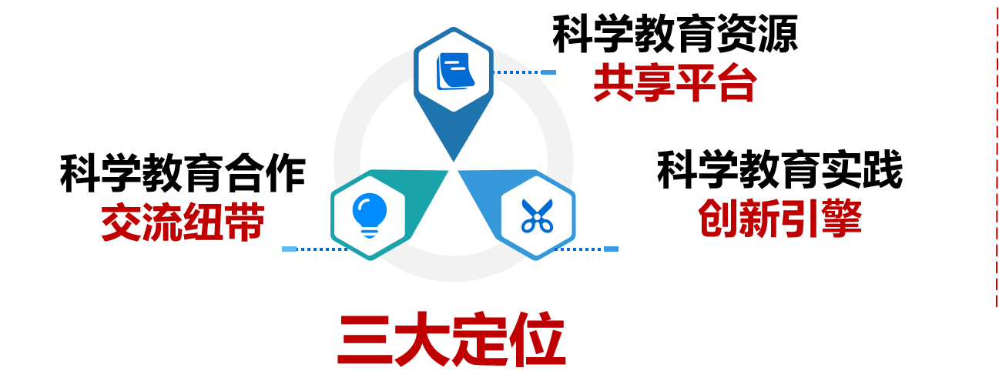 科学教育资源
共享平台
科学教育合作
交流纽带
科学教育实践
创新引擎
三大定位